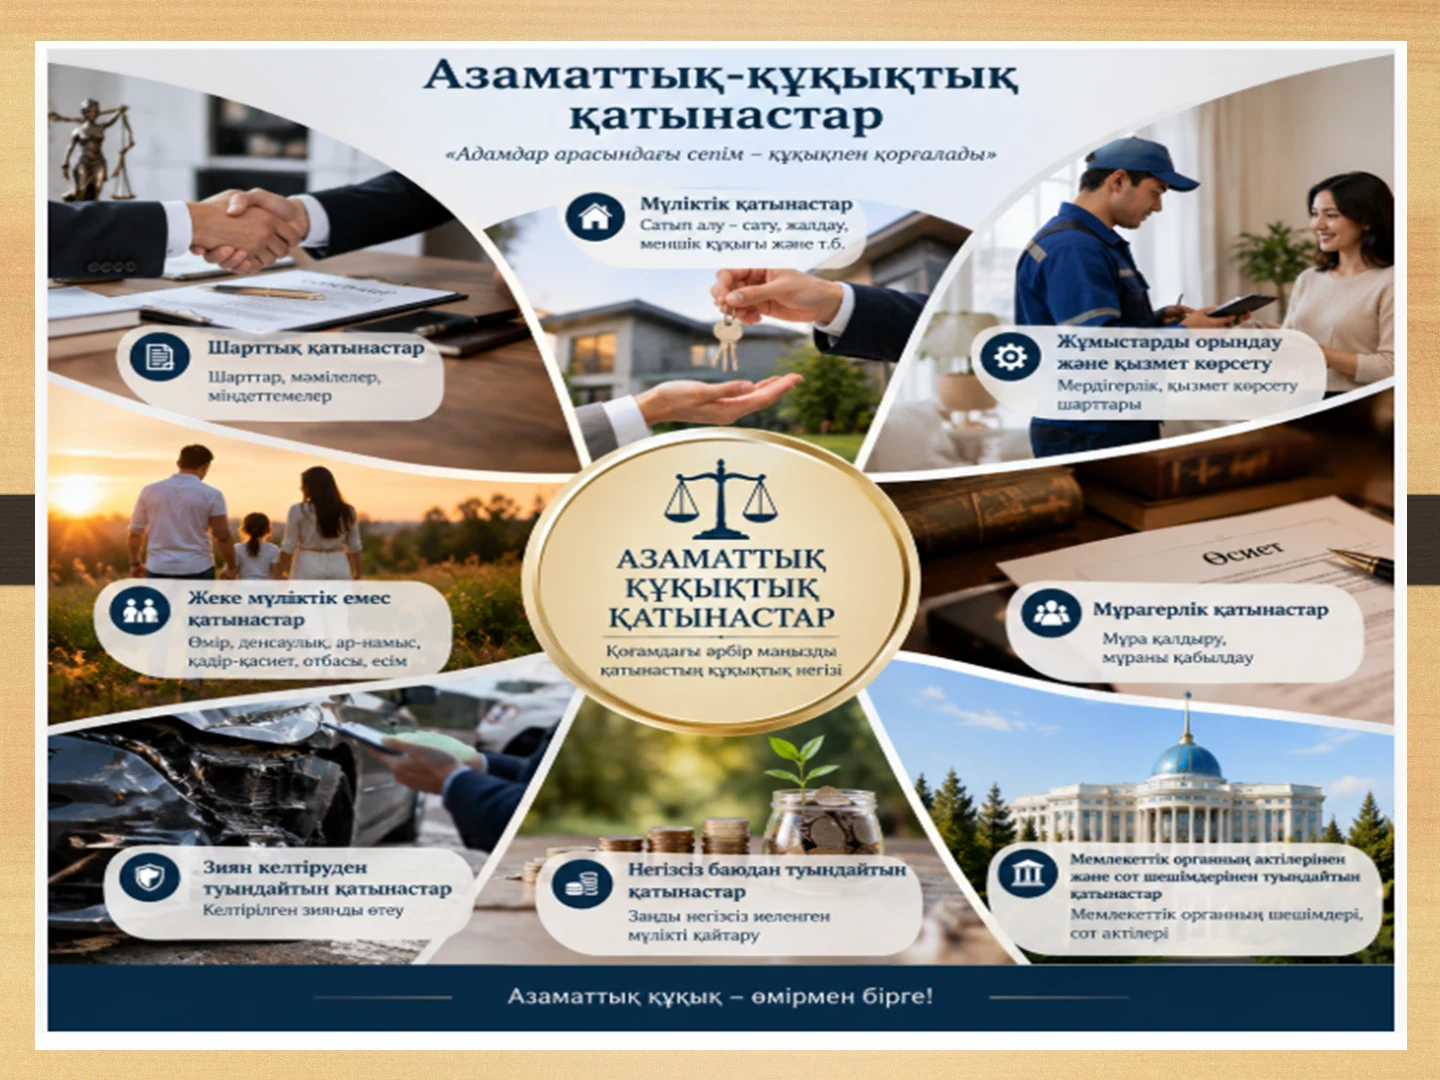 Азаматтық-құқықтық
қатынастар
«Адамдар арасындағы сепім – құқықпен қорғалады»
Мүліктік қатынастар
Сатып алу – сату, жалдау,
меншік құқығы және т.б.
Шарттық қатынастар
Шарттар, мәмілелер,
міндеттемелер
Жұмыстарды орындау
және қызмет көрсету
Мердігерлік, қызмет көрсету
шарттары
АЗАМАТТЫҚ
ҚҰҚЫҚТЫҚ
ҚАТЫНАСТАР
Қоғамдағы әрбір маңызды
қатынастың құқықтық негізі
Жеке мүліктік емес
қатынастар
Өмір, денсаулық, ар-намыс,
қадір-қасиет, отбасы, есім
Өсиет
Мұрагерлік қатынастар
Мұра қалдыру,
мұраны қабылдау
Зиян келтіруден
туындайтын қатынастар
Келтірілген зиянды өтеу
Негізсіз баюдан туындайтын
қатынастар
Заңды негізсіз иеленген
мүлікті қайтару
Мемлекеттік органның актілерінен
және сот шешімдерінен туындайтын
қатынастар
Мемлекеттік органның шешімдері,
сот актілері
Азаматтық құқық – өмірмен бірге!